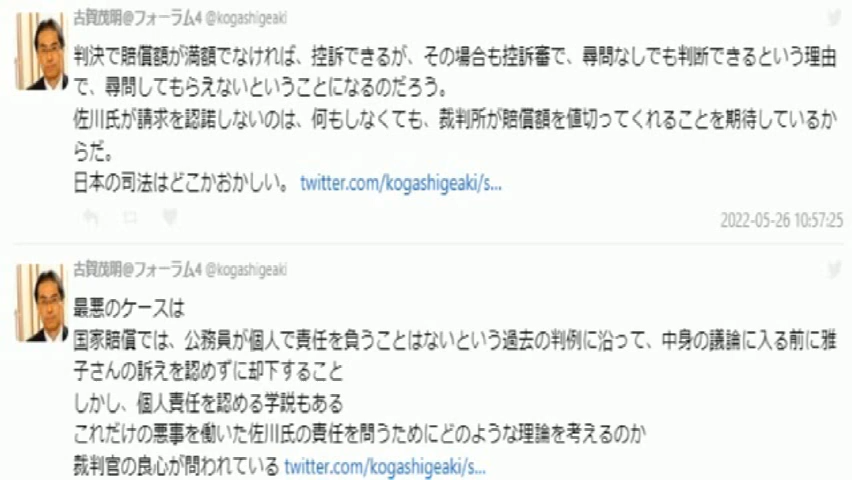 古賀茂明@フォーラム4 @kogashigeaki
判決で賠償額が満額でなければ、控訴できるが、その場合も控訴審で、尋問なしでも判断できるという理由
で、尋問してもらえないということになるのだろう。
佐川氏が請求を認諾しないのは、何もしなくても、裁判所が賠償額を値切ってくれることを期待しているか
らだ。
日本の司法はどこかおかしい。 twitter.com/kogashigeaki/s...
2022-05-26 10:57:25
古賀茂明@フォーラム4 @kogashigeaki
最悪のケースは
国家賠償では、公務員が個人で責任を負うことはないという過去の判例に沿って、中身の議論に入る前に雅
子さんの訴えを認めずに却下すること
しかし、個人責任を認める学説もある
これだけの悪事を働いた佐川氏の責任を問うためにどのような理論を考えるのか
裁判官の良心が問われている twitter.com/kogashigeaki/s...